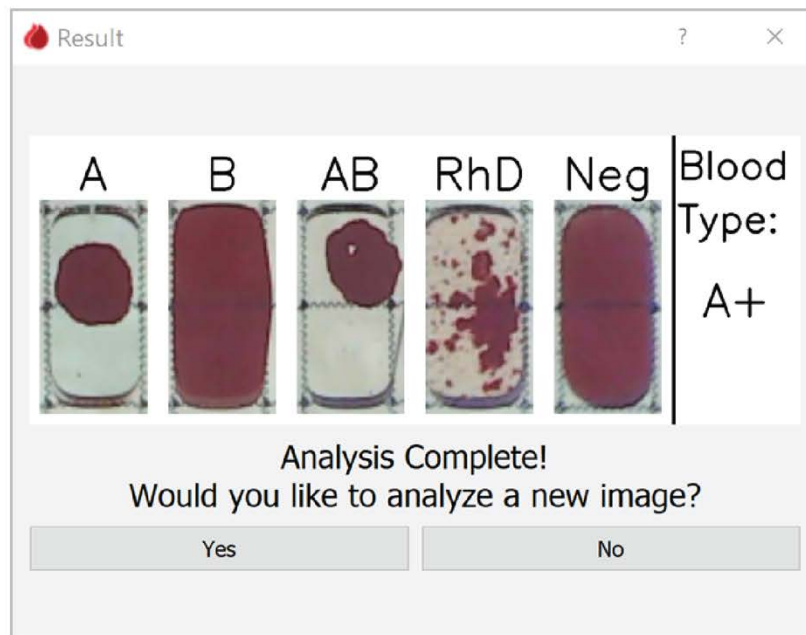 Result
?
A B AB RhD Neg
Blood
Type:
A+
Analysis Complete!
Would you like to analyze a new image?
Yes
No